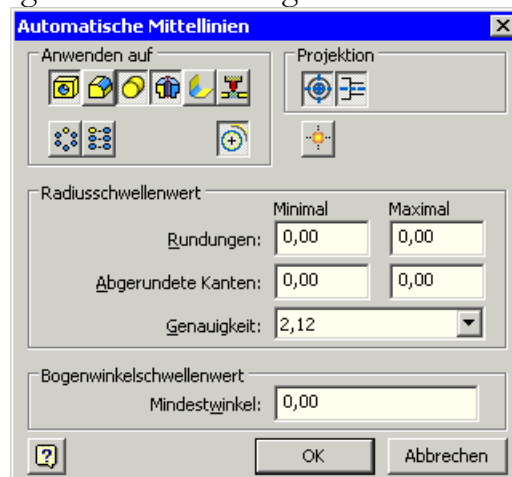 Automatische Mittellinien
Anwenden auf
Projektion
Radiusschwellenwert
Minimal Maximal
Rundungen: 0,00 0,00
Abgerundete Kanten: 0,00 0,00
Genauigkeit: 2,12
Bogenwinkelschwellenwert
Mindestwinkel: 0,00
OK Abbrechen